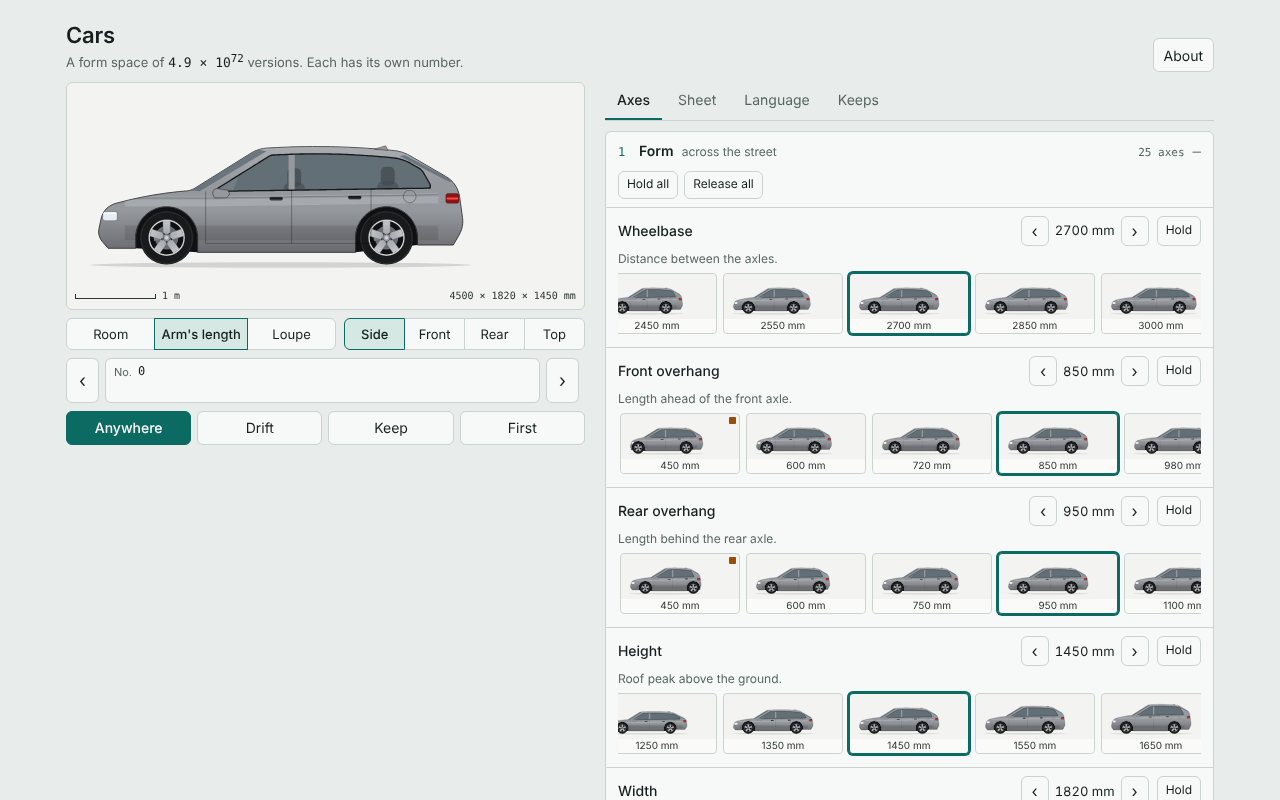 Cars
A form space of 4.9 × 10^72 versions. Each has its own number.
About
1 m
4500 × 1820 × 1450 mm
Room Arm's length Loupe Side Front Rear Top
‹ No. 0 ›
Anywhere Drift Keep First
Axes Sheet Language Keeps
1 Form across the street 25 axes —
Hold all Release all
Wheelbase ‹ 2700 mm › Hold
Distance between the axles.
2450 mm 2550 mm 2700 mm 2850 mm 3000 mm
Front overhang ‹ 850 mm › Hold
Length ahead of the front axle.
450 mm 600 mm 720 mm 850 mm 980 mm
Rear overhang ‹ 950 mm › Hold
Length behind the rear axle.
450 mm 600 mm 750 mm 950 mm 1100 mm
Height ‹ 1450 mm › Hold
Roof peak above the ground.
1250 mm 1350 mm 1450 mm 1550 mm 1650 mm
Width ‹ 1820 mm › Hold